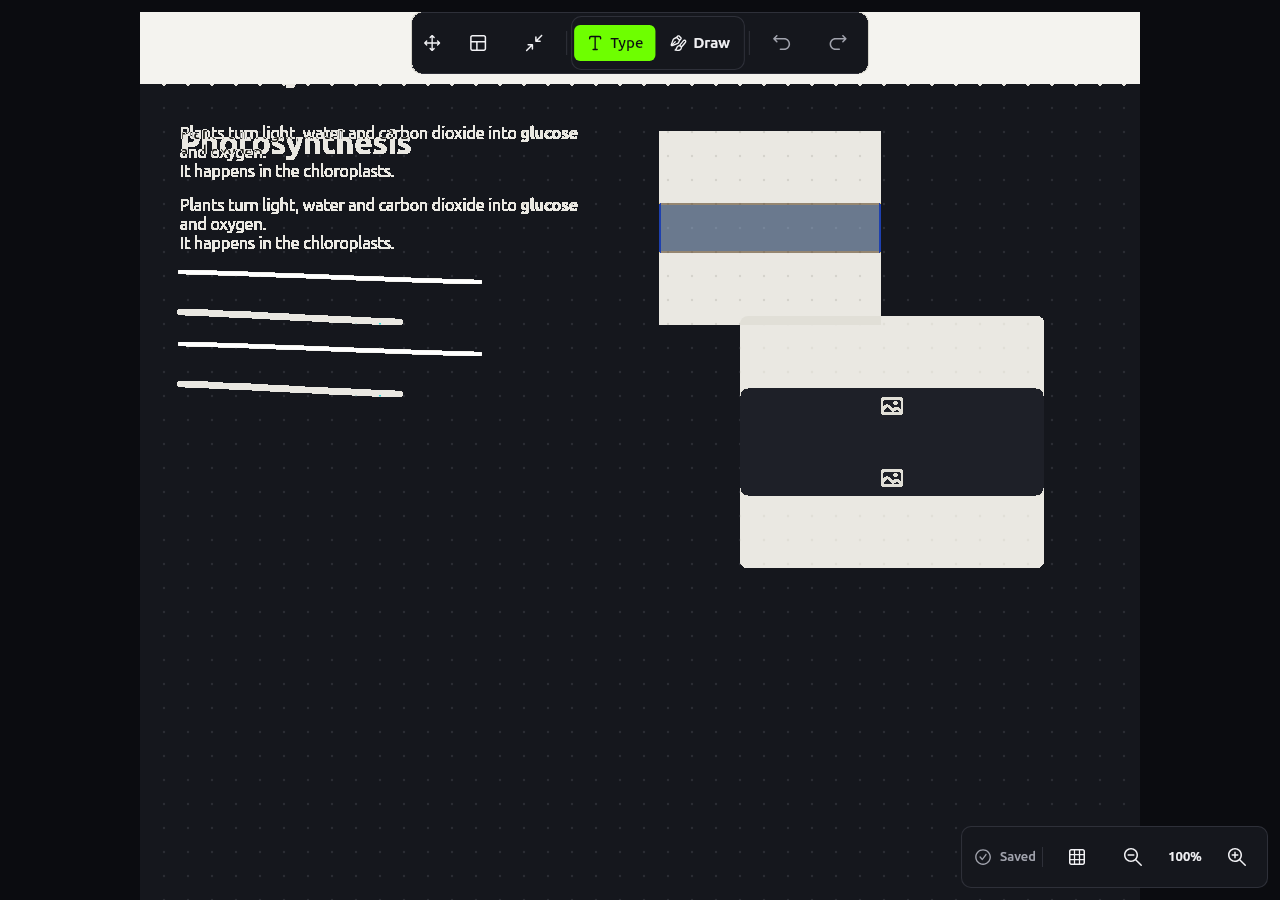 Type Draw
Plants turn light, water and carbon dioxide into glucose
Photosynthesis
and oxygen.
It happens in the chloroplasts.
Plants turn light, water and carbon dioxide into glucose
and oxygen.
It happens in the chloroplasts.
Saved 100%